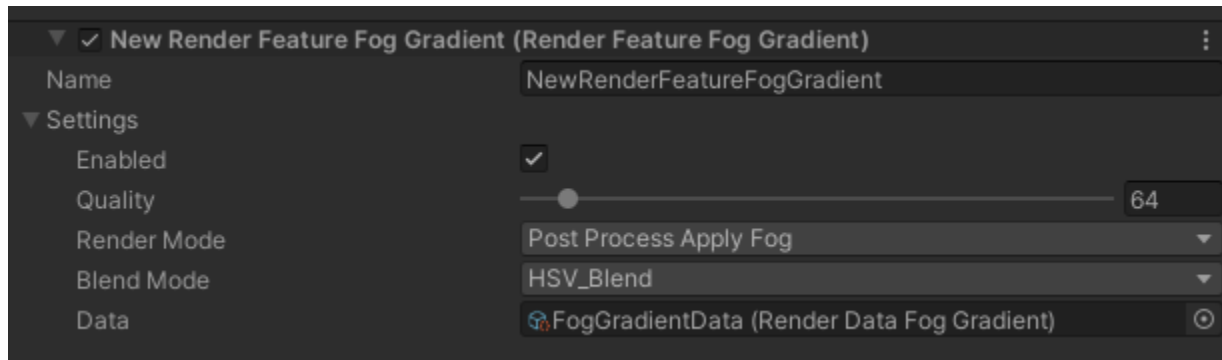 New Render Feature Fog Gradient (Render Feature Fog Gradient)
Name NewRenderFeatureFogGradient
Settings
Enabled
Quality 64
Render Mode Post Process Apply Fog
Blend Mode HSV_Blend
Data FogGradientData (Render Data Fog Gradient)